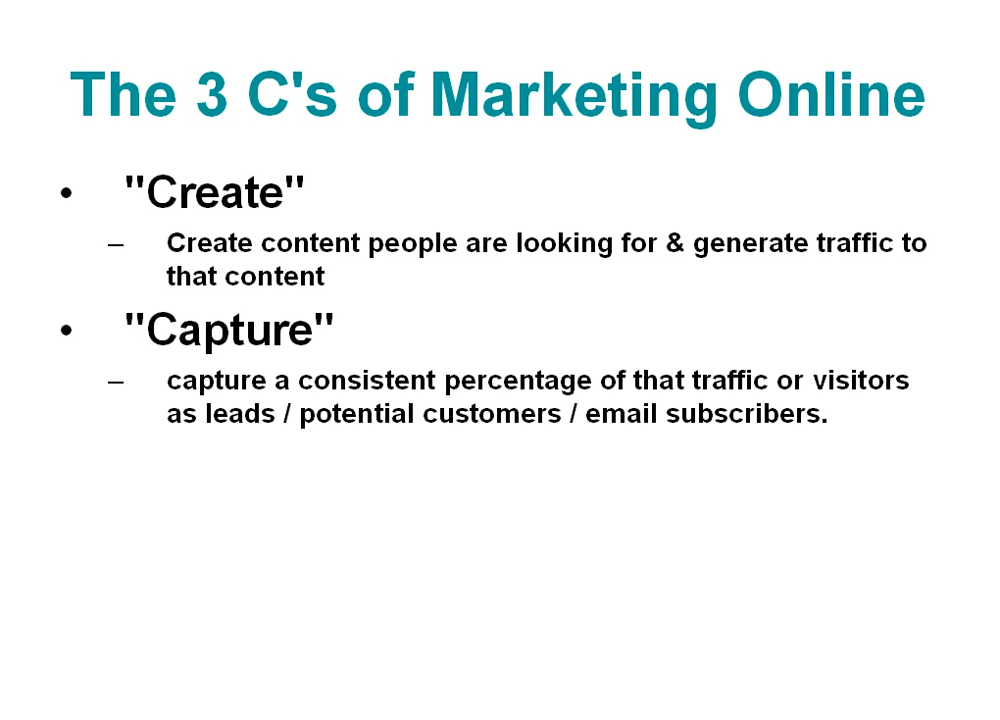 The 3 C's of Marketing Online
• "Create"
– Create content people are looking for & generate traffic to
that content
• "Capture"
– capture a consistent percentage of that traffic or visitors
as leads / potential customers / email subscribers.